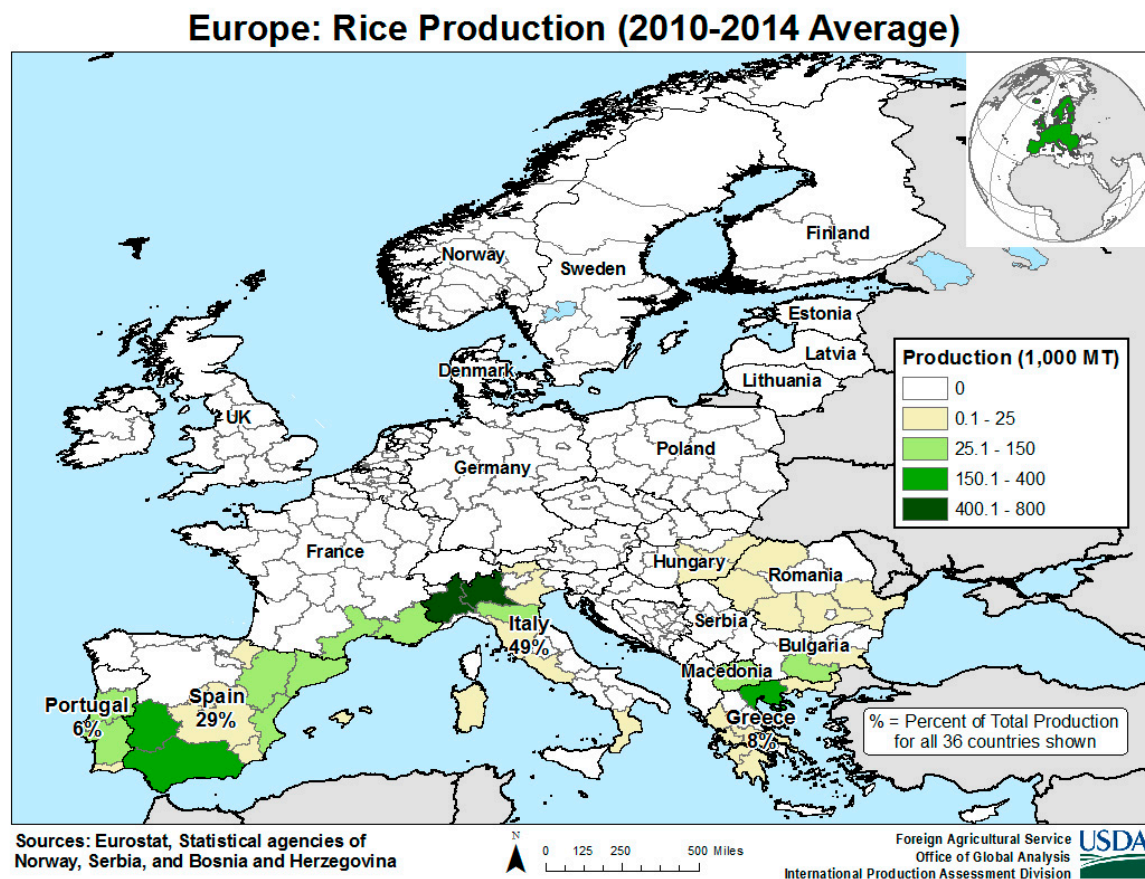 Europe: Rice Production (2010-2014 Average)
Norway
Sweden
Finland
Estonia
Latvia
Lithuania
Denmark
UK
Production (1,000 MT)
0
0.1 - 25
25.1 - 150
150.1 - 400
400.1 - 800
Poland
Germany
France
Hungary
Romania
Italy
49%
Serbia
Bulgaria
Macedonia
Portugal
6%
Spain
29%
Greece
8%
% = Percent of Total Production
for all 36 countries shown
Sources: Eurostat, Statistical agencies of
Norway, Serbia, and Bosnia and Herzegovina
N
0 125 250 500 Miles
Foreign Agricultural Service
Office of Global Analysis
International Production Assessment Division
USDA